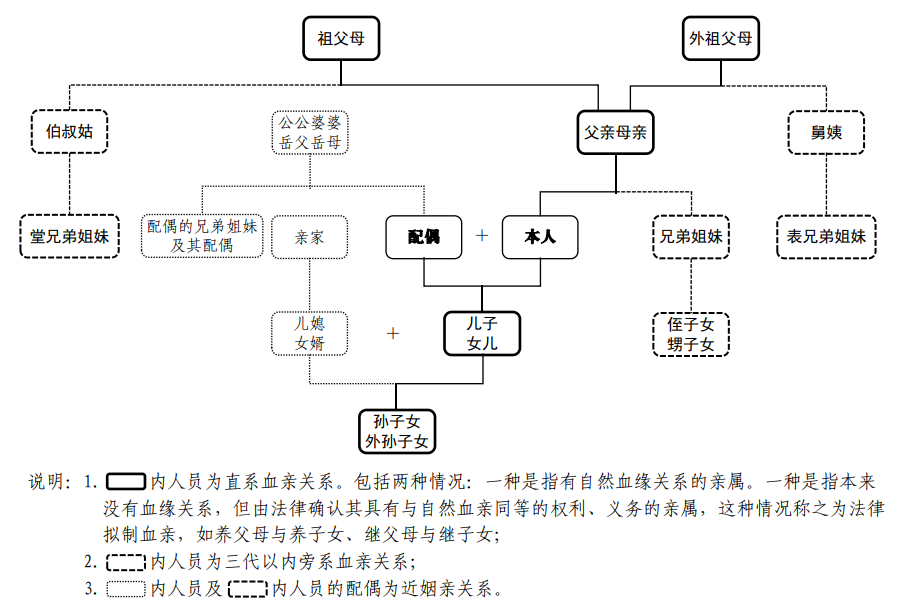 祖父母
外祖父母
伯叔姑
公公婆婆
岳父岳母
父亲母亲
舅姨
堂兄弟姐妹
配偶的兄弟姐妹
及其配偶
亲家
配偶
+
本人
兄弟姐妹
表兄弟姐妹
儿媳
女婿
+
儿子
女儿
侄子女
甥子女
孙子女
外孙子女
说明：1. 内人员为直系血亲关系。包括两种情况：一种是指有自然血缘关系的亲属。一种是指本来
没有血缘关系，但由法律确认其具有与自然血亲同等的权利、义务的亲属，这种情况称之为法律
拟制血亲，如养父母与养子女、继父母与继子女；
2. 内人员为三代以内旁系血亲关系；
3. 内人员及 内人员的配偶为近姻亲关系。